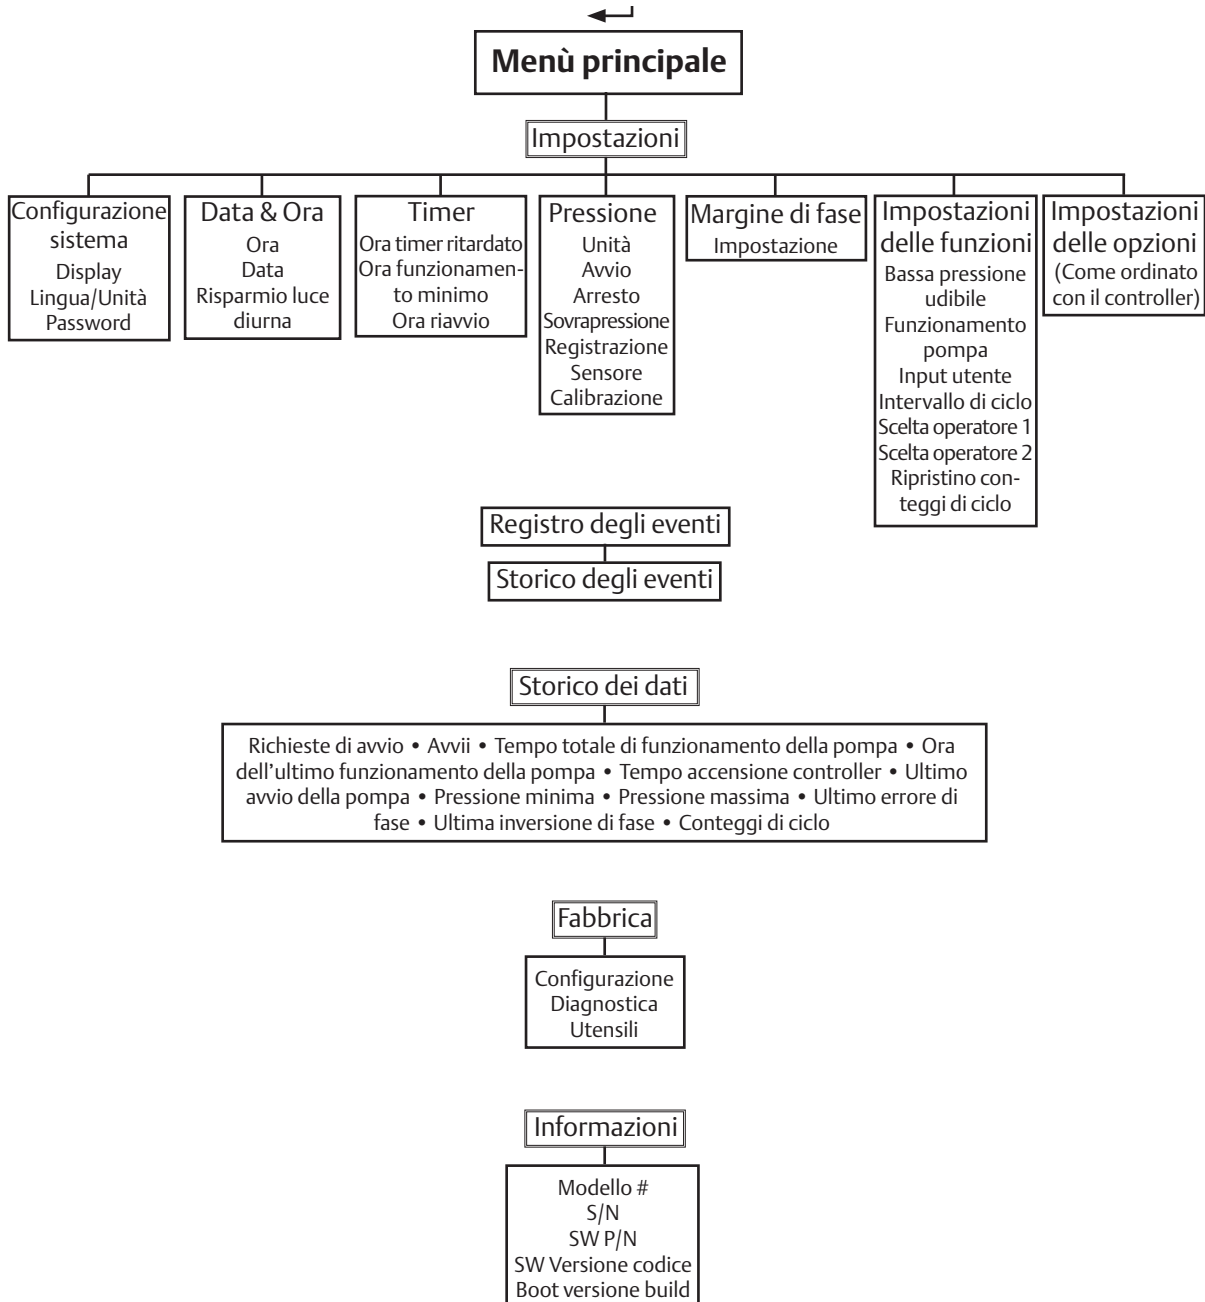 Menù principale
Impostazioni
Configurazione
sistema
Display
Lingua/Unità
Password
Data & Ora
Ora
Data
Risparmio luce
diurna
Timer
Ora timer ritardato
Ora funzionamen-
to minimo
Ora riavvio
Pressione
Unità
Avvio
Arresto
Sovrapressione
Registrazione
Sensore
Calibrazione
Margine di fase
Impostazione
Impostazioni
delle funzioni
Bassa pressione
udibile
Funzionamento
pompa
Input utente
Intervallo di ciclo
Scelta operatore 1
Scelta operatore 2
Ripristino con-
teggi di ciclo
Impostazioni
delle opzioni
(Come ordinato
con il controller)
Registro degli eventi
Storico degli eventi
Storico dei dati
Richieste di avvio • Avvii • Tempo totale di funzionamento della pompa • Ora
dell'ultimo funzionamento della pompa • Tempo accensione controller • Ultimo
avvio della pompa • Pressione minima • Pressione massima • Ultimo errore di
fase • Ultima inversione di fase • Conteggi di ciclo
Fabbrica
Configurazione
Diagnostica
Utensili
Informazioni
Modello #
S/N
SW P/N
SW Versione codice
Boot versione build